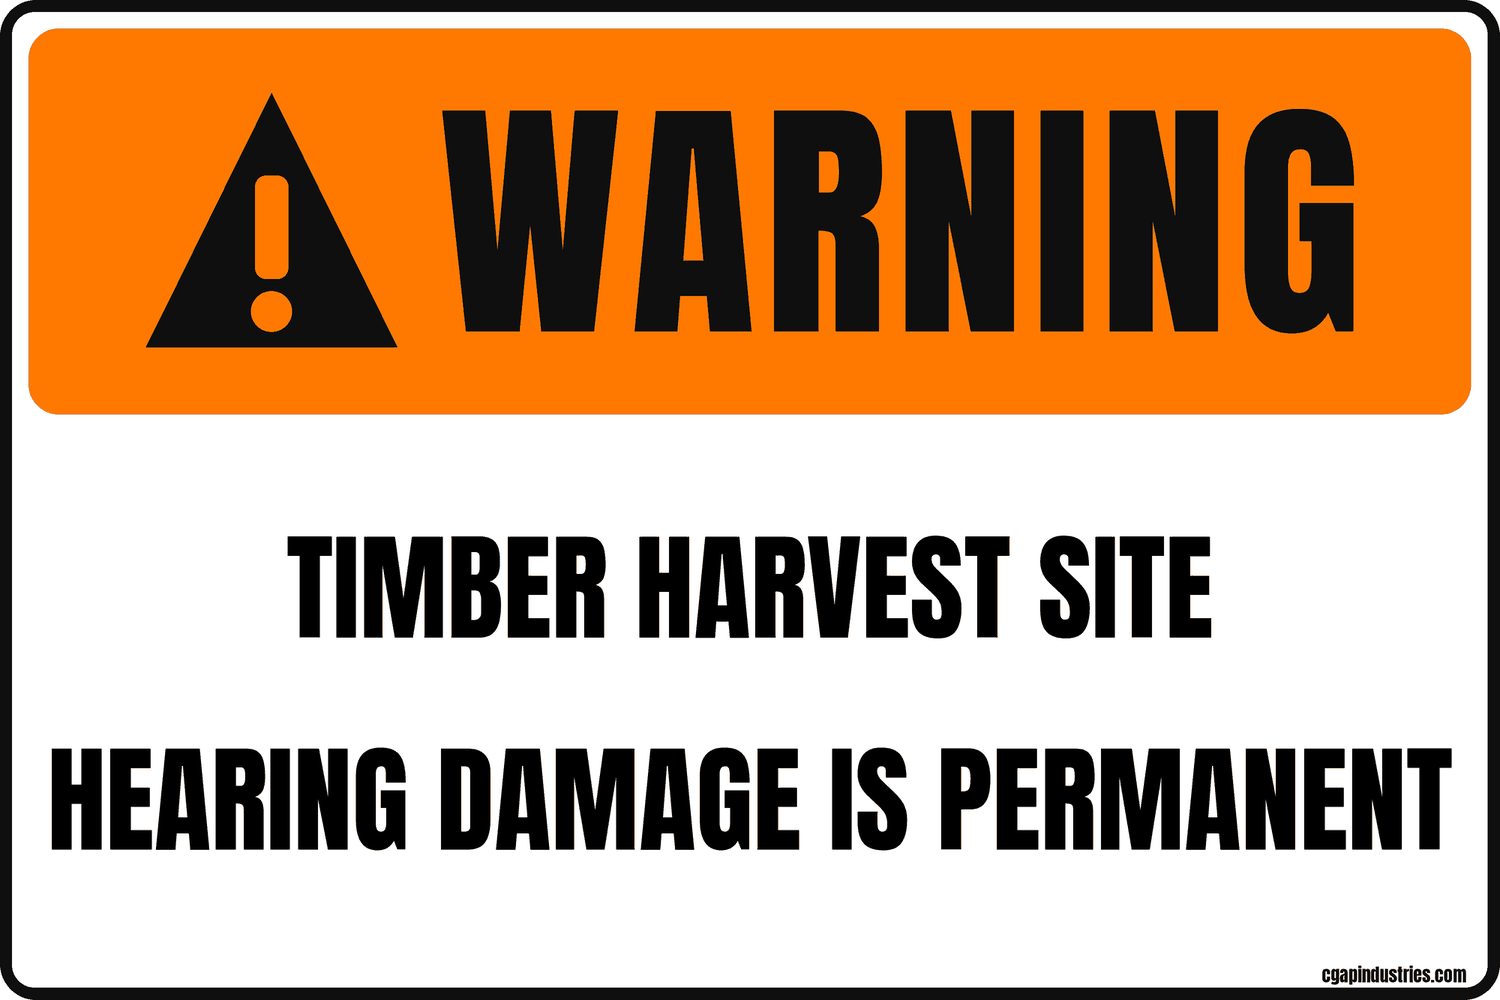 WARNING
TIMBER HARVEST SITE
HEARING DAMAGE IS PERMANENT
cgapindustries.com